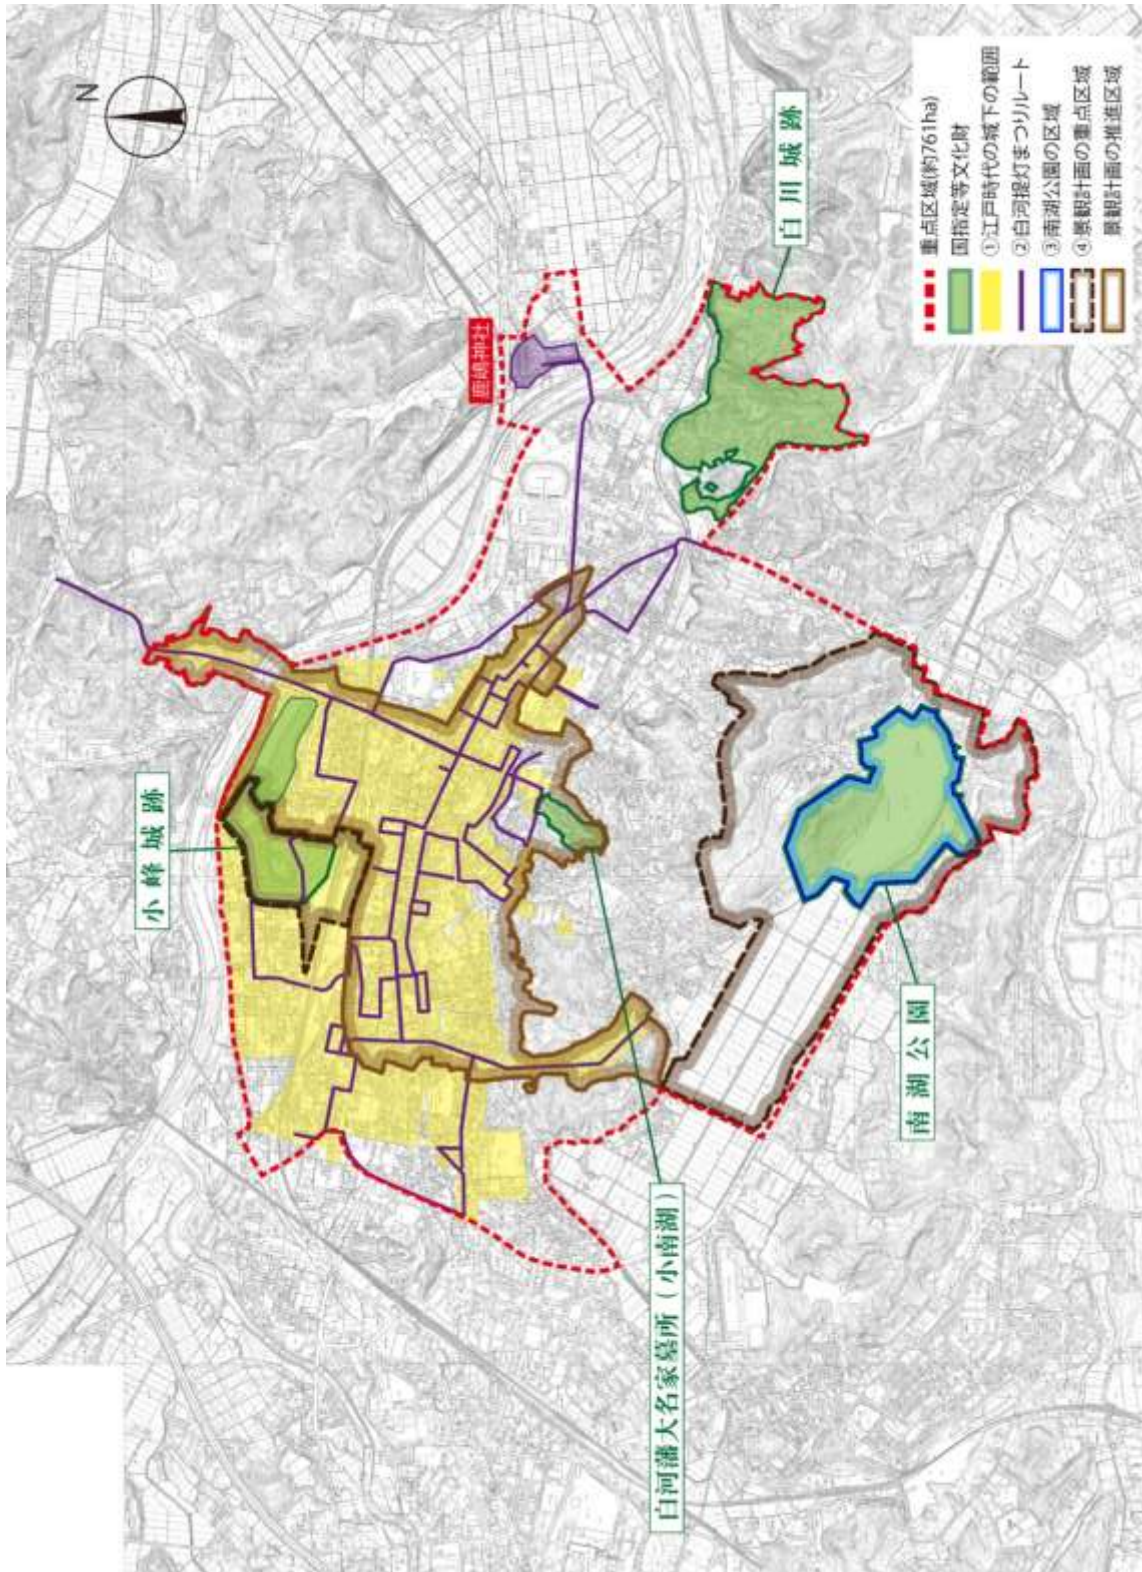 N
重点区域(約761ha)
国指定等文化財
①江戸時代の城下の範囲
②白河提灯まつりルート
③南湖公園の区域
④景観計画の重点区域
景観計画の推進区域
白川城跡
鹿嶋神社
小峰城跡
南湖公園
白河藩大名家墓所(小南湖)